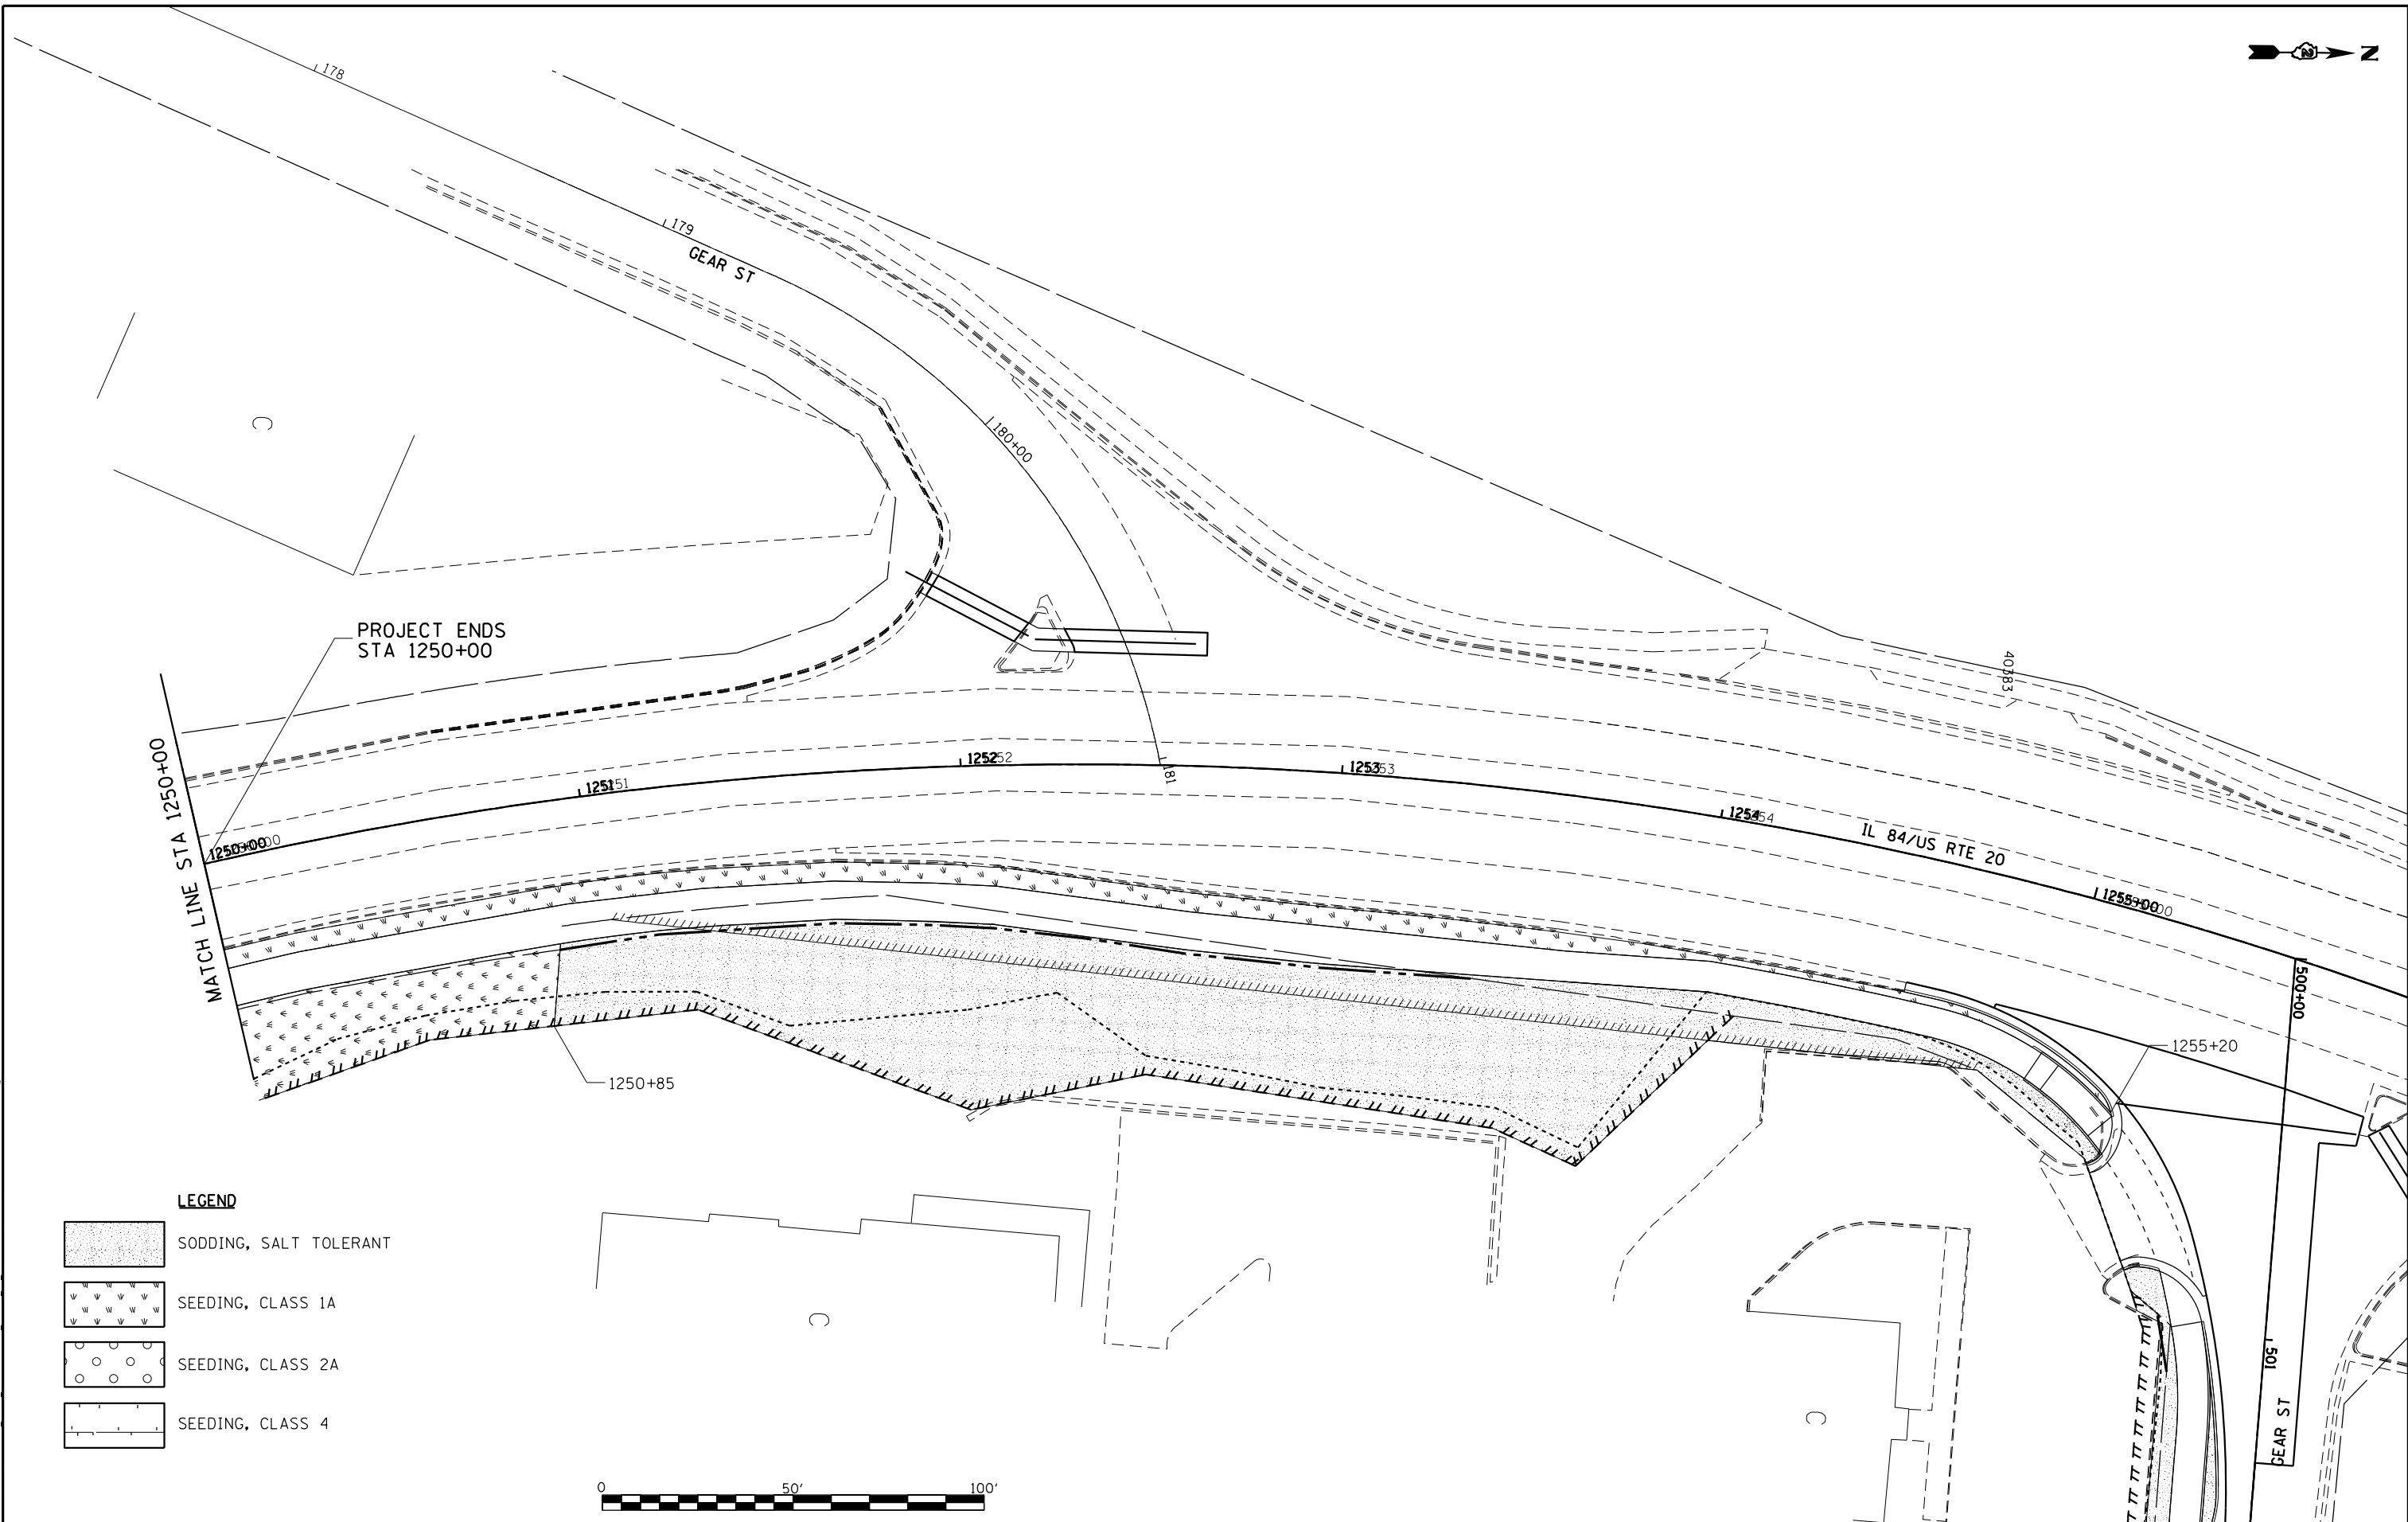 N
178
179
GEAR ST
180+00
PROJECT ENDS
STA 1250+00
40383
MATCH LINE STA 1250+00
1250+00
1251
1252
181
1253
1254
IL 84/US RTE 20
1255+00
500+00
1250+85
1255+20
LEGEND
SODDING, SALT TOLERANT
SEEDING, CLASS 1A
SEEDING, CLASS 2A
SEEDING, CLASS 4
C
C
C
501
GEAR ST
0 50' 100'